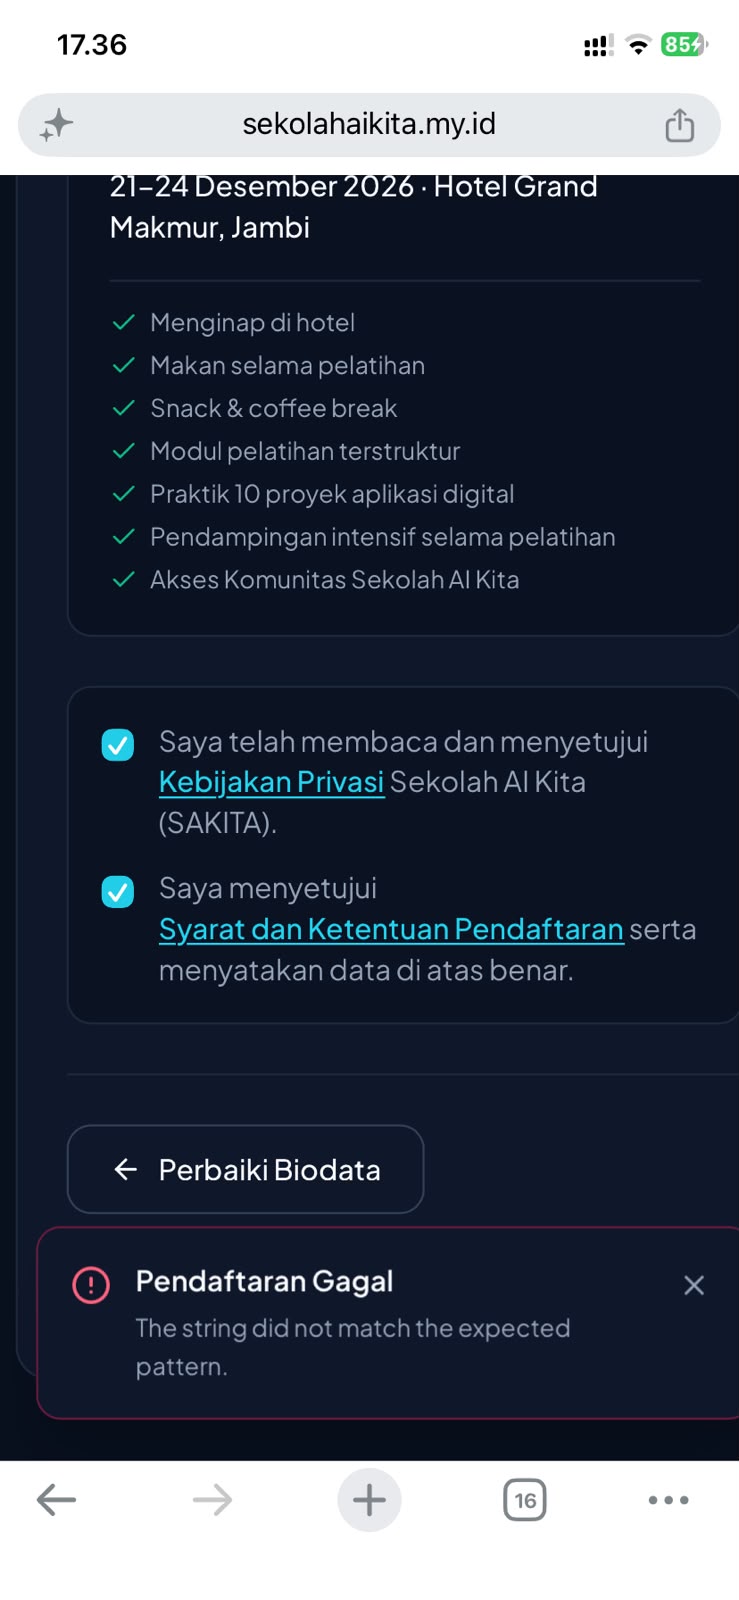 17.36
85
sekolahaikita.my.id
21–24 Desember 2026 · Hotel Grand
Makmur, Jambi
Menginap di hotel
Makan selama pelatihan
Snack & coffee break
Modul pelatihan terstruktur
Praktik 10 proyek aplikasi digital
Pendampingan intensif selama pelatihan
Akses Komunitas Sekolah AI Kita
Saya telah membaca dan menyetujui
Kebijakan Privasi Sekolah AI Kita
(SAKITA).
Saya menyetujui
Syarat dan Ketentuan Pendaftaran serta
menyatakan data di atas benar.
← Perbaiki Biodata
Pendaftaran Gagal
The string did not match the expected
pattern.
16